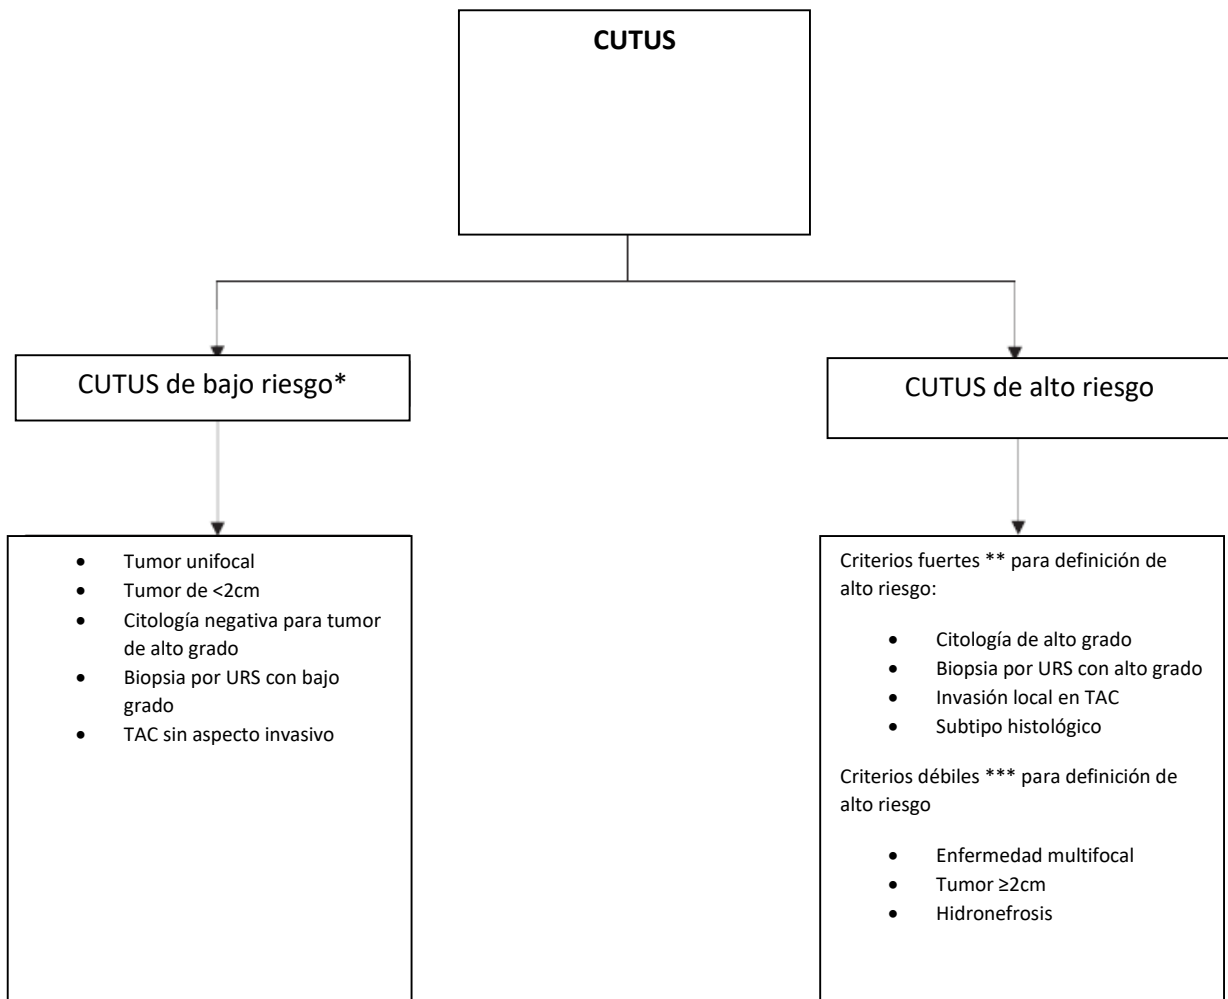 CUTUS
CUTUS de bajo riesgo*
CUTUS de alto riesgo
• Tumor unifocal
• Tumor de <2cm
• Citología negativa para tumor
de alto grado
• Biopsia por URS con bajo
grado
• TAC sin aspecto invasivo
Criterios fuertes ** para definición de
alto riesgo:
• Citología de alto grado
• Biopsia por URS con alto grado
• Invasión local en TAC
• Subtipo histológico
Criterios débiles *** para definición de
alto riesgo
• Enfermedad multifocal
• Tumor ≥2cm
• Hidronefrosis